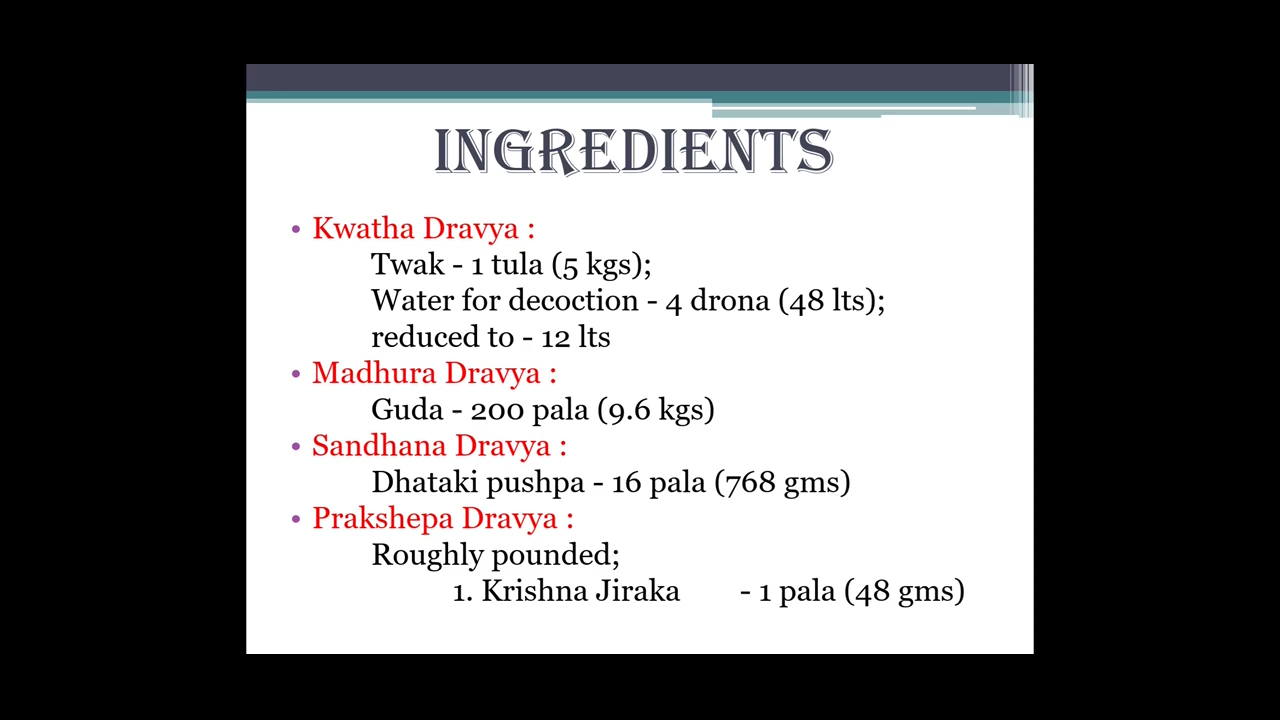 INGREDIENTS
• Kwatha Dravya :
Twak - 1 tula (5 kgs);
Water for decoction - 4 drona (48 lts);
reduced to - 12 lts
• Madhura Dravya :
Guda - 200 pala (9.6 kgs)
• Sandhana Dravya :
Dhataki pushpa - 16 pala (768 gms)
• Prakshepa Dravya :
Roughly pounded;
1. Krishna Jiraka - 1 pala (48 gms)